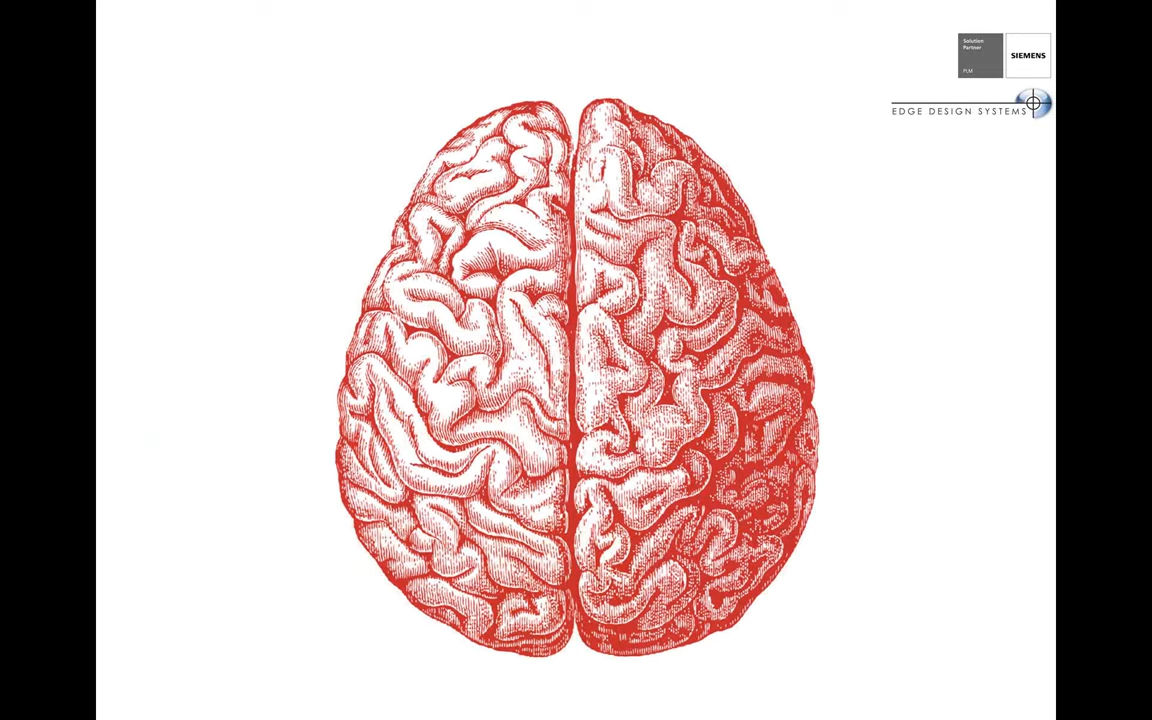 Solution
Partner
PLM
SIEMENS
EDGE DESIGN SYSTEMS